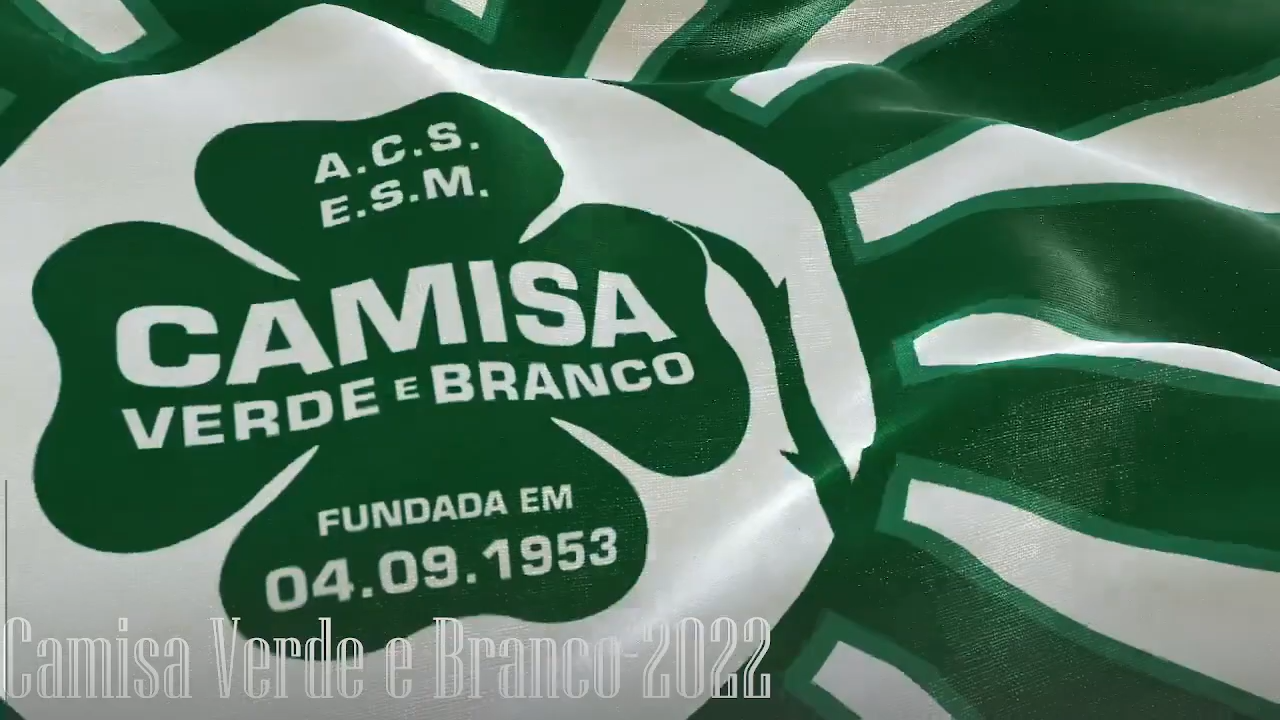 A.C.S.
E.S.M.
CAMISA
VERDE E BRANCO
FUNDADA EM
04.09.1953
Camisa Verde e Branco 2022